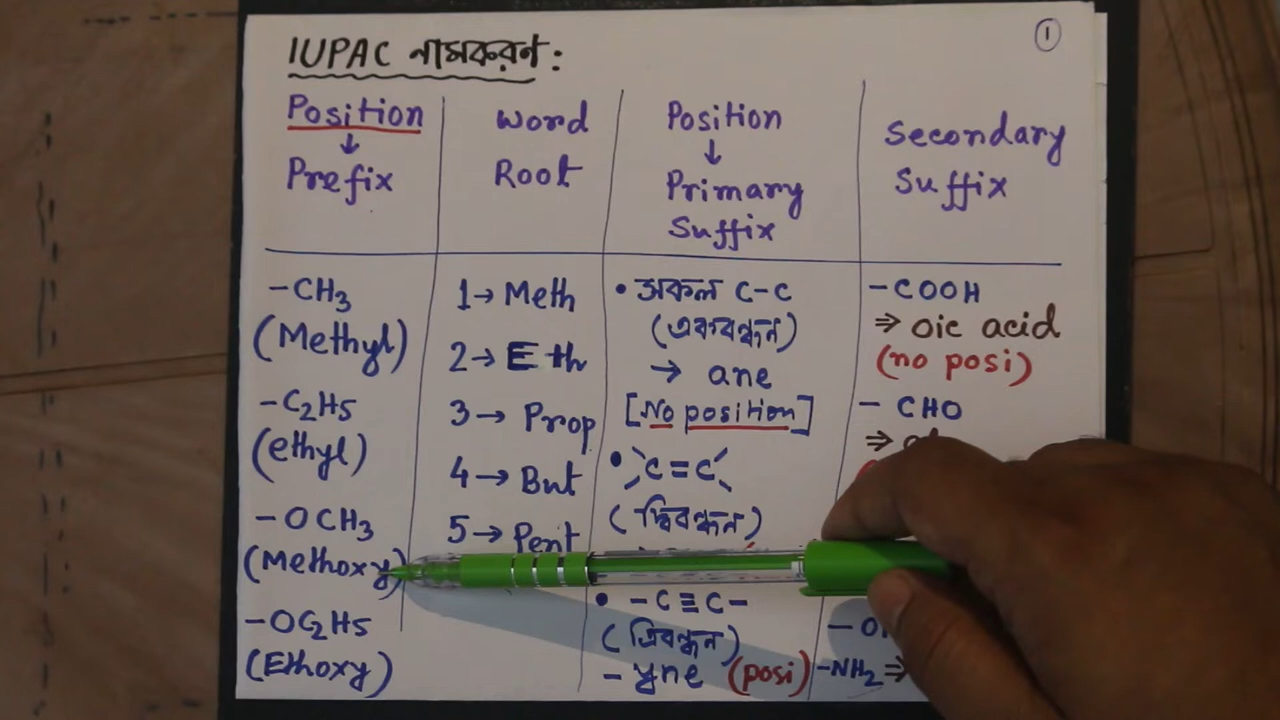 IUPAC নামকরণ:
1
Position
↓
Prefix
Word
Root
Position
↓
Primary
Suffix
Secondary
Suffix
-CH3
(Methyl)
-C2H5
(ethyl)
-OCH3
(Methoxy)
-OC2H5
(Ethoxy)
1→ Meth
2→ Eth
3→ Prop
4→ But
5→ Pent
• সকল C-C
(একবন্ধন)
→ ane
[No position]
• C=C
(দ্বিবন্ধন)
• -C≡C-
(ত্রিবন্ধন)
- yne (posi)
-COOH
⇒ oic acid
(no posi)
- CHO
⇒
-NH2⇒